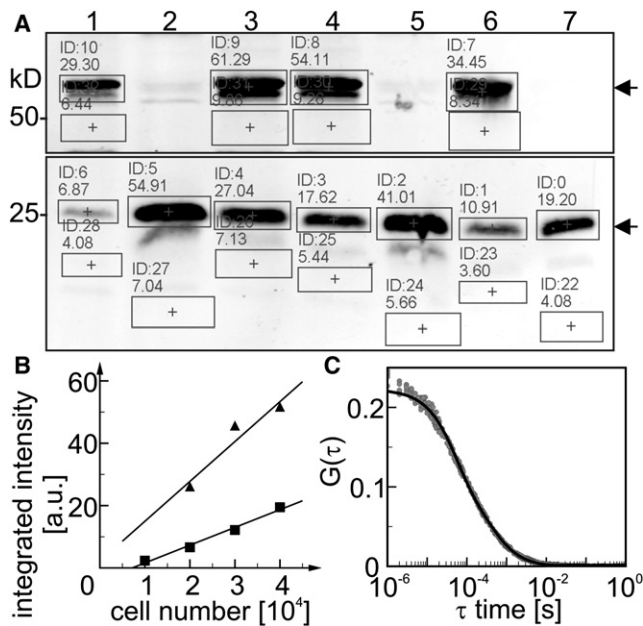 A 1 2 3 4 5 6 7
ID:10 ID:9 ID:8 ID:7
29.30 61.29 54.11 34.45
kD
ID:31 ID:30 ID:29
6.44 9.86 9.26 8.34
50
ID:6 ID:5 ID:4 ID:3 ID:2 ID:1 ID:0
6.87 54.91 27.04 17.62 41.01 10.91 19.20
25
ID:28 ID:26 ID:25 ID:23
4.08 7.13 5.44 3.60
ID:27 ID:24 ID:22
7.04 5.66 4.08
B
integrated intensity
[a.u.]
60
40
20
0
1 2 3 4
cell number [10⁴]
C
G(τ)
0.2
0.1
0
10⁻⁶ 10⁻⁴ 10⁻² 10⁰
τ time [s]